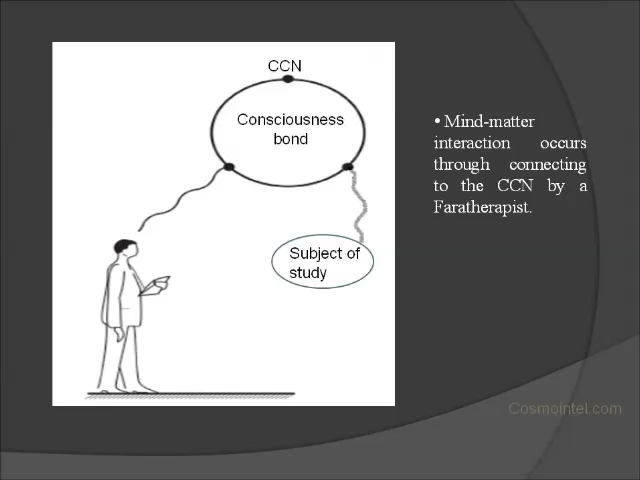 CCN
Consciousness
bond
Subject of
study
• Mind-matter
interaction occurs
through connecting
to the CCN by a
Faratherapist.
Cosmointel.com